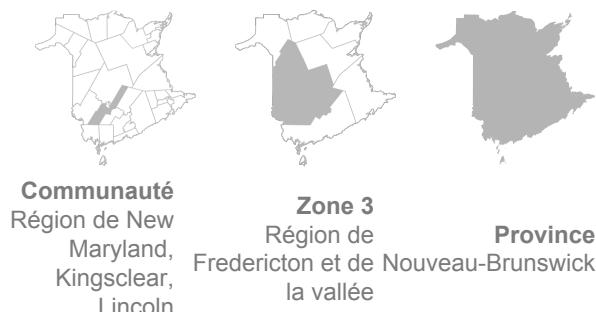 Communauté
Région de New
Maryland,
Kingsclear,
Lincoln
Zone 3
Région de
Fredericton et de
la vallée
Province
Nouveau-Brunswick